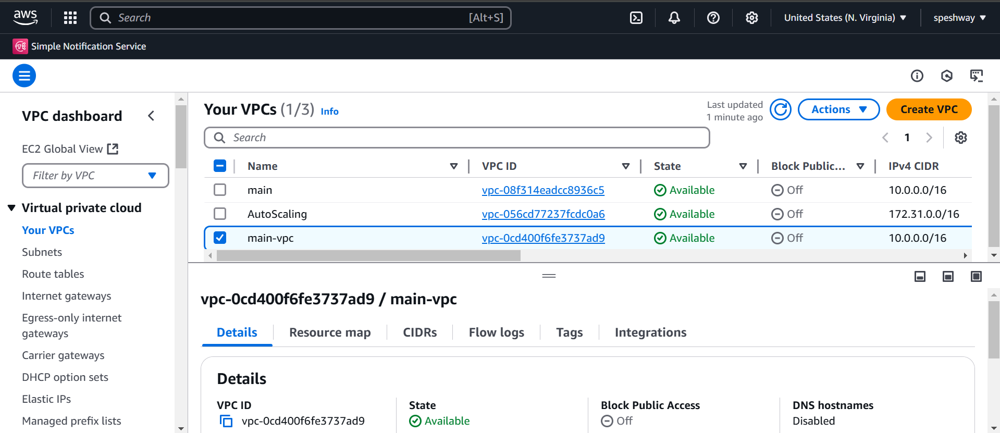 aws
Search [Alt+S]
United States (N. Virginia)
speshway
Simple Notification Service
VPC dashboard
EC2 Global View
Filter by VPC
Virtual private cloud
Your VPCs
Subnets
Route tables
Internet gateways
Egress-only internet
gateways
Carrier gateways
DHCP option sets
Elastic IPs
Managed prefix lists
Your VPCs (1/3) Info
Last updated
1 minute ago
Actions
Create VPC
Search
1
Name VPC ID State Block Public... IPv4 CIDR
main vpc-08f314eadcc8936c5 Available Off 10.0.0.0/16
AutoScaling vpc-056cd77237fcdc0a6 Available Off 172.31.0.0/16
main-vpc vpc-0cd400f6fe3737ad9 Available Off 10.0.0.0/16
vpc-0cd400f6fe3737ad9 / main-vpc
Details Resource map CIDRs Flow logs Tags Integrations
Details
VPC ID
vpc-0cd400f6fe3737ad9
State
Available
Block Public Access
Off
DNS hostnames
Disabled